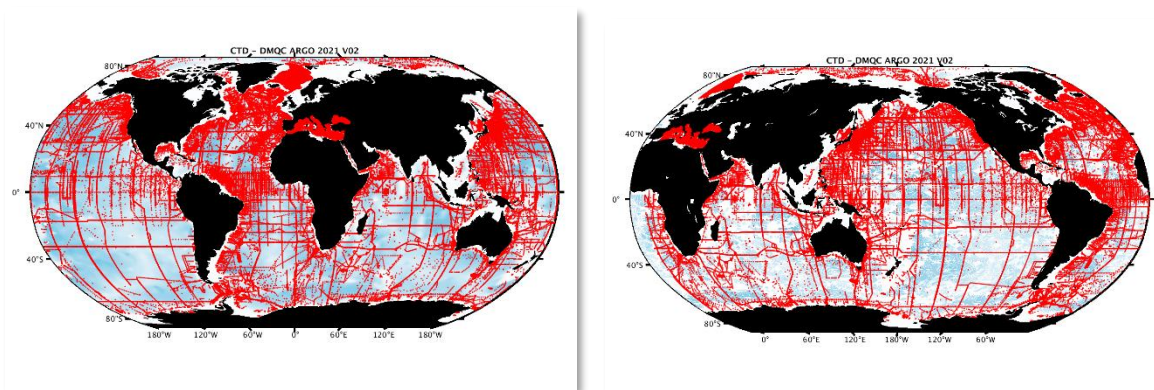 CTD - DMQC ARGO 2021 V02
80°N
40°N
0°
40°S
80°S
180°W 120°W 60°W 0°E 60°E 120°E 180°W
CTD - DMQC ARGO 2021 V02
80°N
40°N
0°
40°S
80°S
0° 60°E 120°E 180°W 120°W 60°W